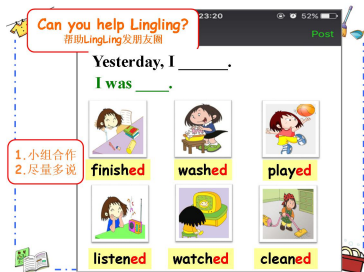 Can you help Lingling?
帮助LingLing发朋友圈
23:20
52%
Post
Yesterday, I ______.
I was ____.
1.小组合作
2.尽量多说
finished
washed
played
listened
watched
cleaned